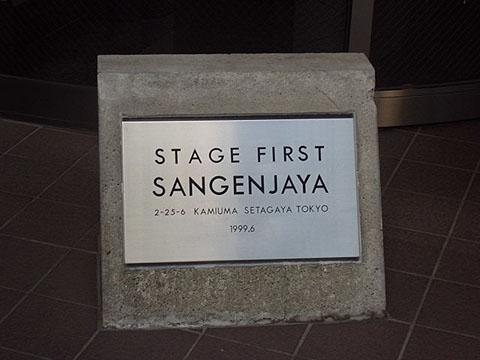 STAGE FIRST
SANGENJAYA
2-25-6 KAMIUMA SETAGAYA TOKYO
1999.6